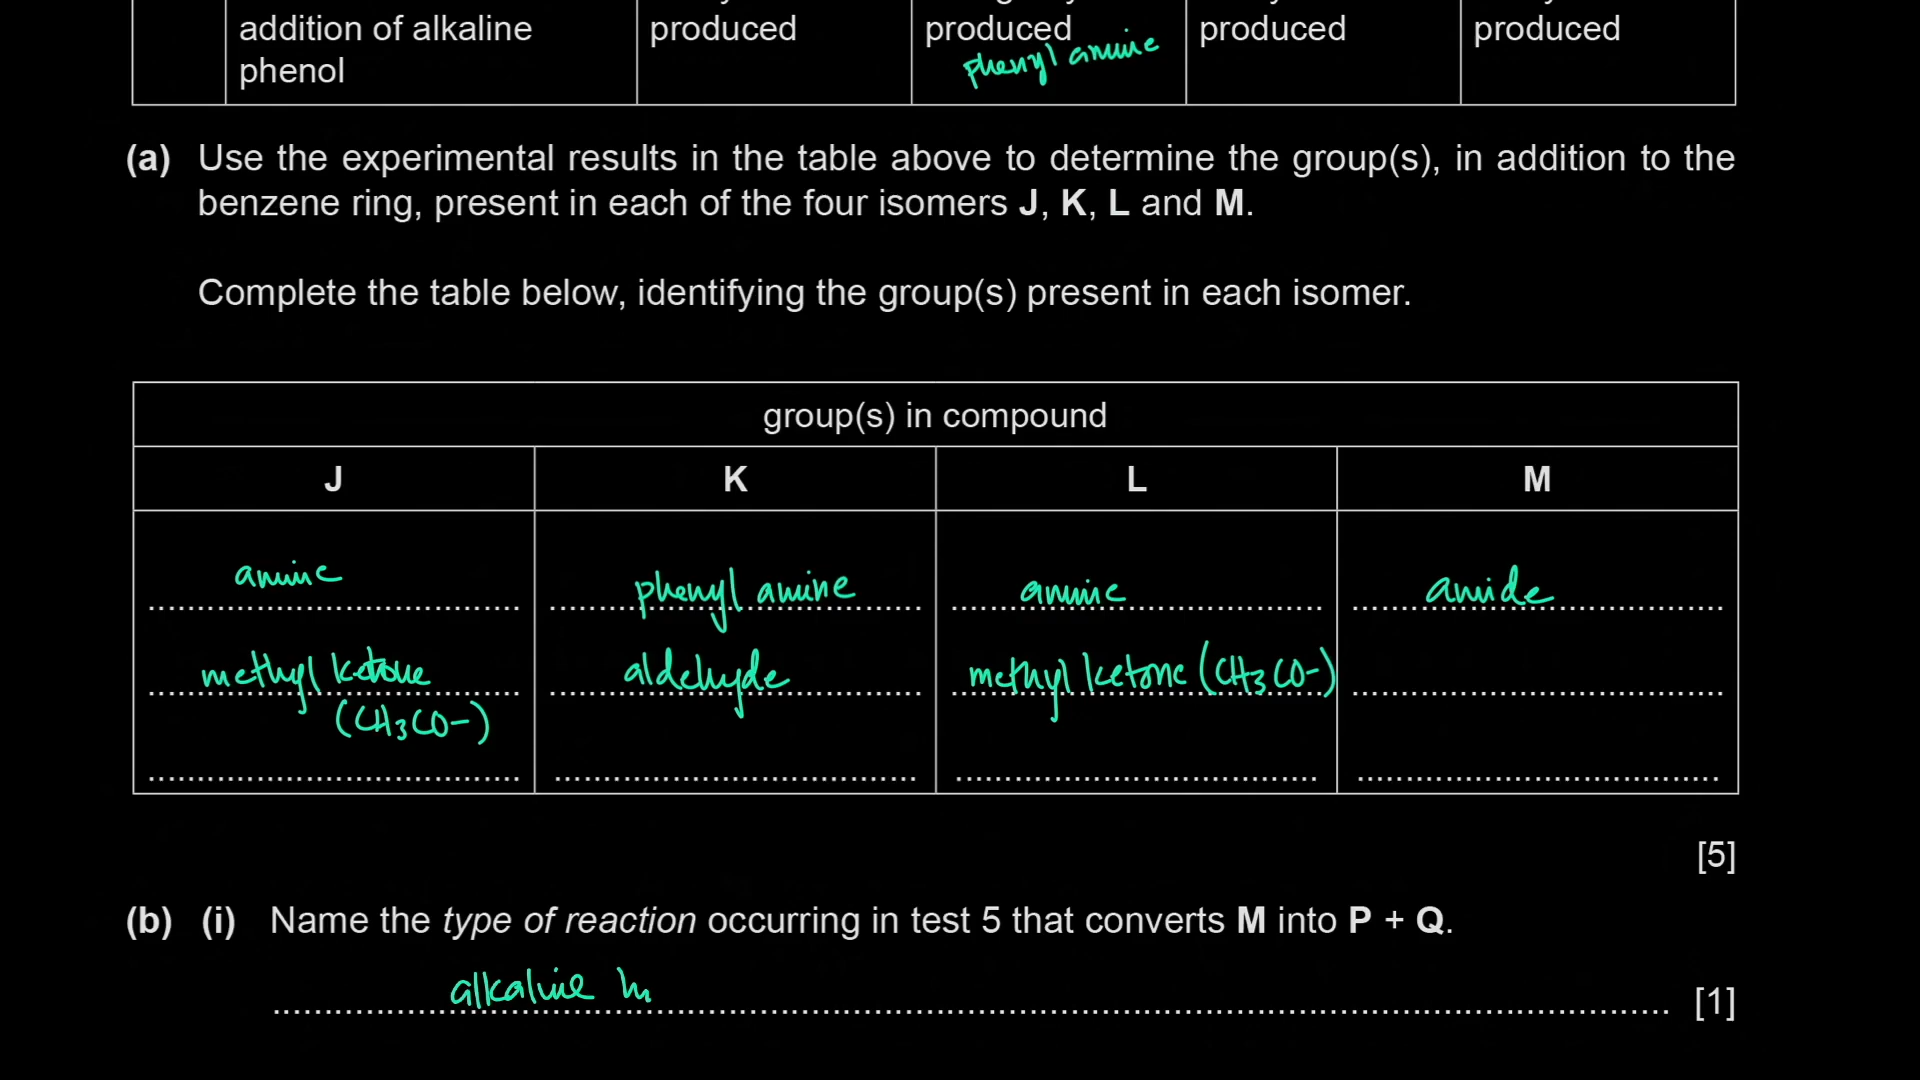 addition of alkaline produced produced produced produced
phenol phenyl amine
(a) Use the experimental results in the table above to determine the group(s), in addition to the
benzene ring, present in each of the four isomers J, K, L and M.
Complete the table below, identifying the group(s) present in each isomer.
group(s) in compound
J K L M
amine phenyl amine amine amide
methyl ketone aldehyde methyl ketone (CH3CO-)
(CH3CO-)
[5]
(b) (i) Name the type of reaction occurring in test 5 that converts M into P + Q.
alkaline
[1]